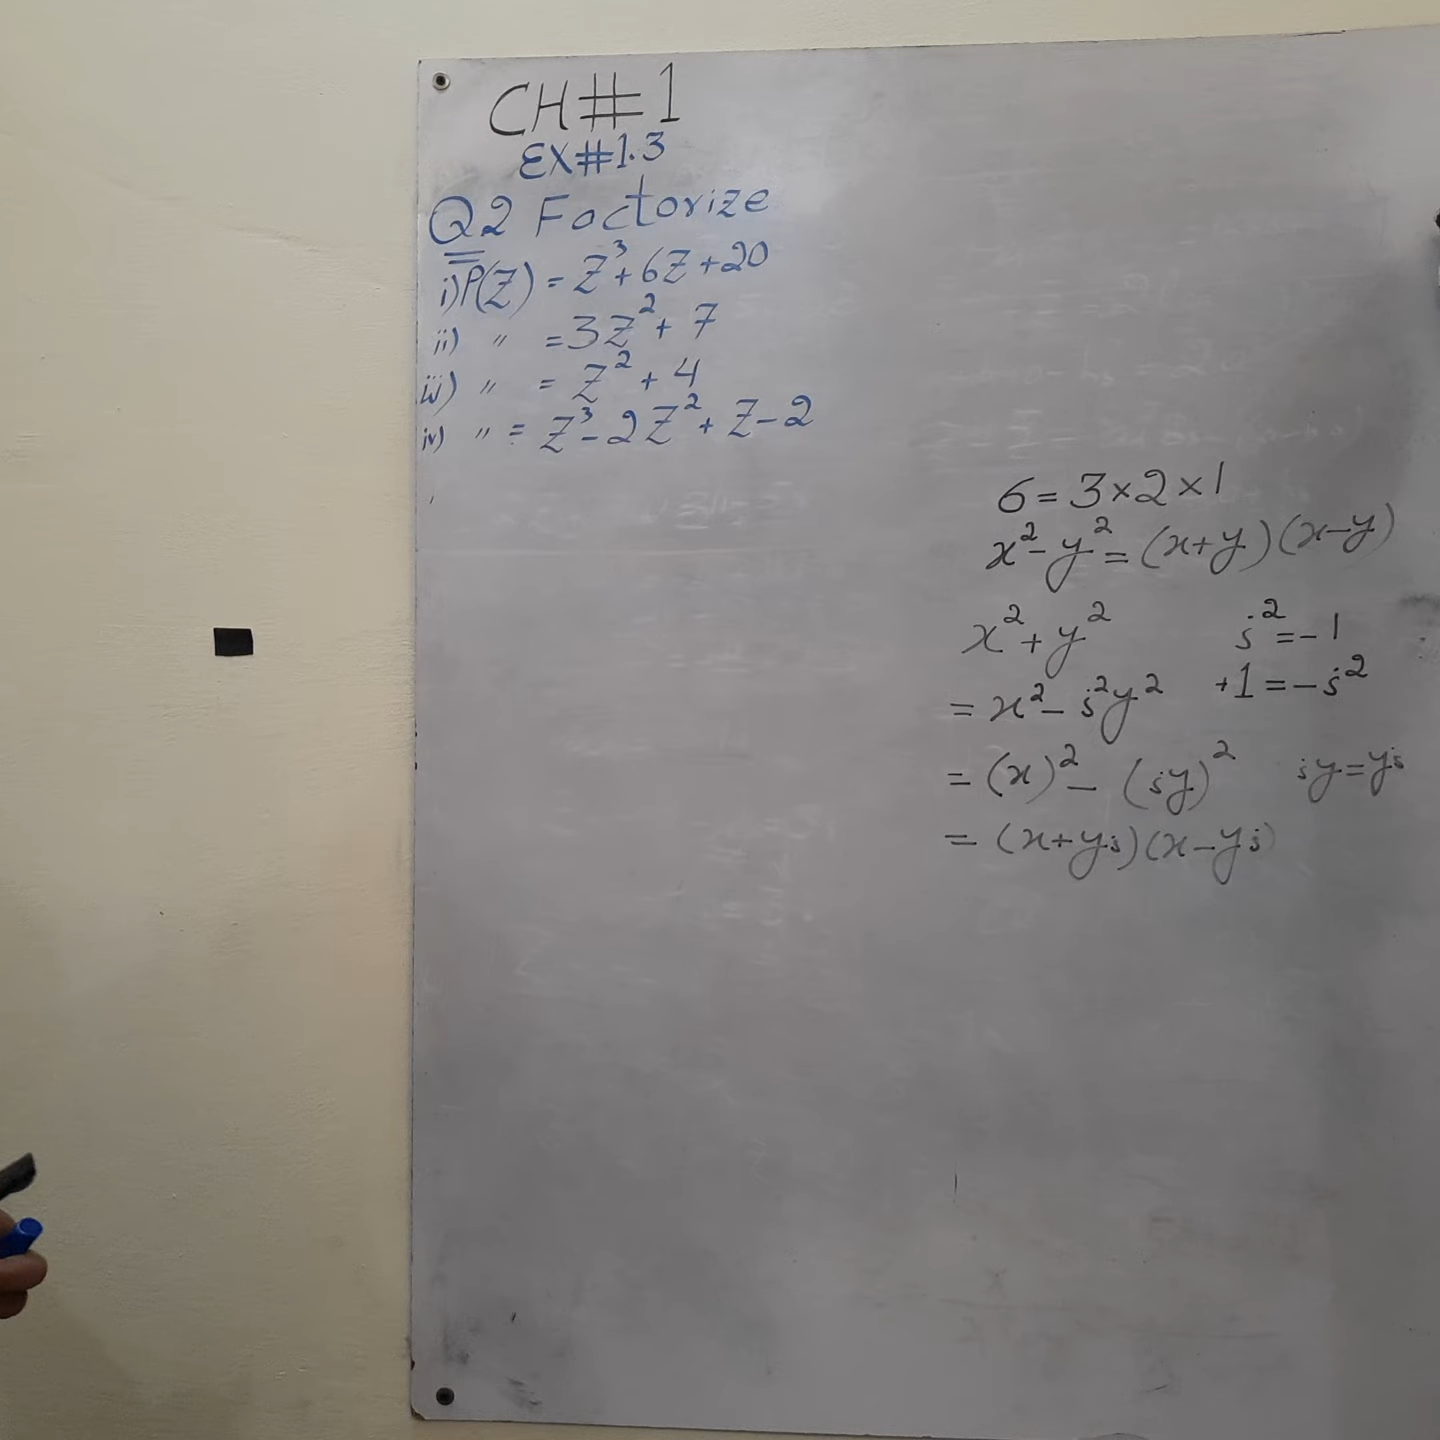 CH#1
EX#1.3
Q2 Factorize
i) P(Z) = Z³+6Z+20
ii) " =3Z²+ 7
iii) " = Z² + 4
iv) " = Z³-2Z²+ Z-2
6=3×2×1
x²-y²=(x+y)(x-y)
x²+y² i²=-1
=x²-i²y² +1=-i²
=(x)²-(iy)² iy=yi
=(x+yi)(x-yi)